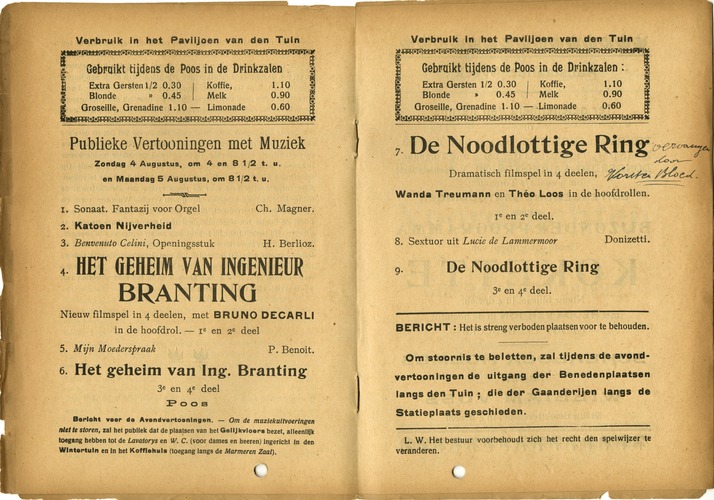 Verbruik in het Paviljoen van den Tuin
Gebruikt tijdens de Poos in de Drinkzalen :
Extra Gersten 1/2 0.30 | Koffie, 1.10
Blonde » 0.45 | Melk 0.90
Groseille, Grenadine 1.10 — Limonade 0.60
Publieke Vertooningen met Muziek
Zondag 4 Augustus, om 4 en 8 1/2 t. u.
en Maandag 5 Augustus, om 8 1/2 t. u.
1. Sonaat. Fantazij voor Orgel Ch. Magner.
2. Katoen Nijverheid
3. Benvenuto Celini, Openingsstuk H. Berlioz.
4. HET GEHEIM VAN INGENIEUR
BRANTING
Nieuw filmspel in 4 deelen, met BRUNO DECARLI
in de hoofdrol. — 1e en 2e deel
5. Mijn Moederspraak P. Benoit.
6. Het geheim van Ing. Branting
3e en 4e deel
Poos
Bericht voor de Avondvertooningen. — Om de muziekuitvoeringen
niet te storen, zal het publiek dat de plaatsen van het Gelijkvloers bezet, alleenlijk
toegang hebben tot de Lavatorys en W. C. (voor dames en heeren) ingericht in den
Wintertuin en in het Koffiehuis (toegang langs de Marmeren Zaal).
Verbruik in het Paviljoen van den Tuin
Gebruikt tijdens de Poos in de Drinkzalen :
Extra Gersten 1/2 0.30 | Koffie, 1.10
Blonde » 0.45 | Melk 0.90
Groseille, Grenadine 1.10 — Limonade 0.60
7. De Noodlottige Ring vervangen
door
Dramatisch filmspel in 4 deelen, Vorsten Bloed.
Wanda Treumann en Théo Loos in de hoofdrollen.
1e en 2e deel.
8. Sextuor uit Lucie de Lammermoor Donizetti.
9. De Noodlottige Ring
3e en 4e deel.
BERICHT : Het is streng verboden plaatsen voor te behouden.
Om stoornis te beletten, zal tijdens de avond-
vertooningen de uitgang der Benedenplaatsen
langs den Tuin ; die der Gaanderijen langs de
Statieplaats geschieden.
L. W. Het bestuur voorbehoudt zich het recht den spelwijzer te
veranderen.